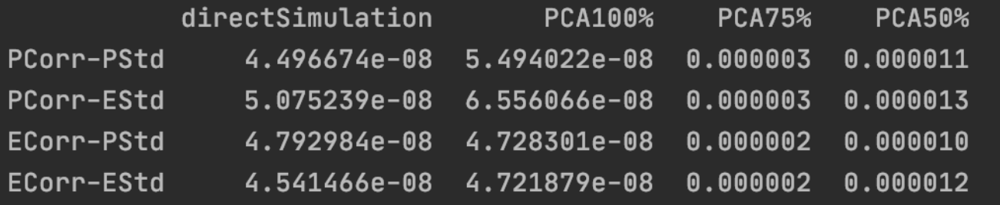 directSimulation PCA100% PCA75% PCA50%
PCorr-PStd 4.496674e-08 5.494022e-08 0.000003 0.000011
PCorr-EStd 5.075239e-08 6.556066e-08 0.000003 0.000013
ECorr-PStd 4.792984e-08 4.728301e-08 0.000002 0.000010
ECorr-EStd 4.541466e-08 4.721879e-08 0.000002 0.000012